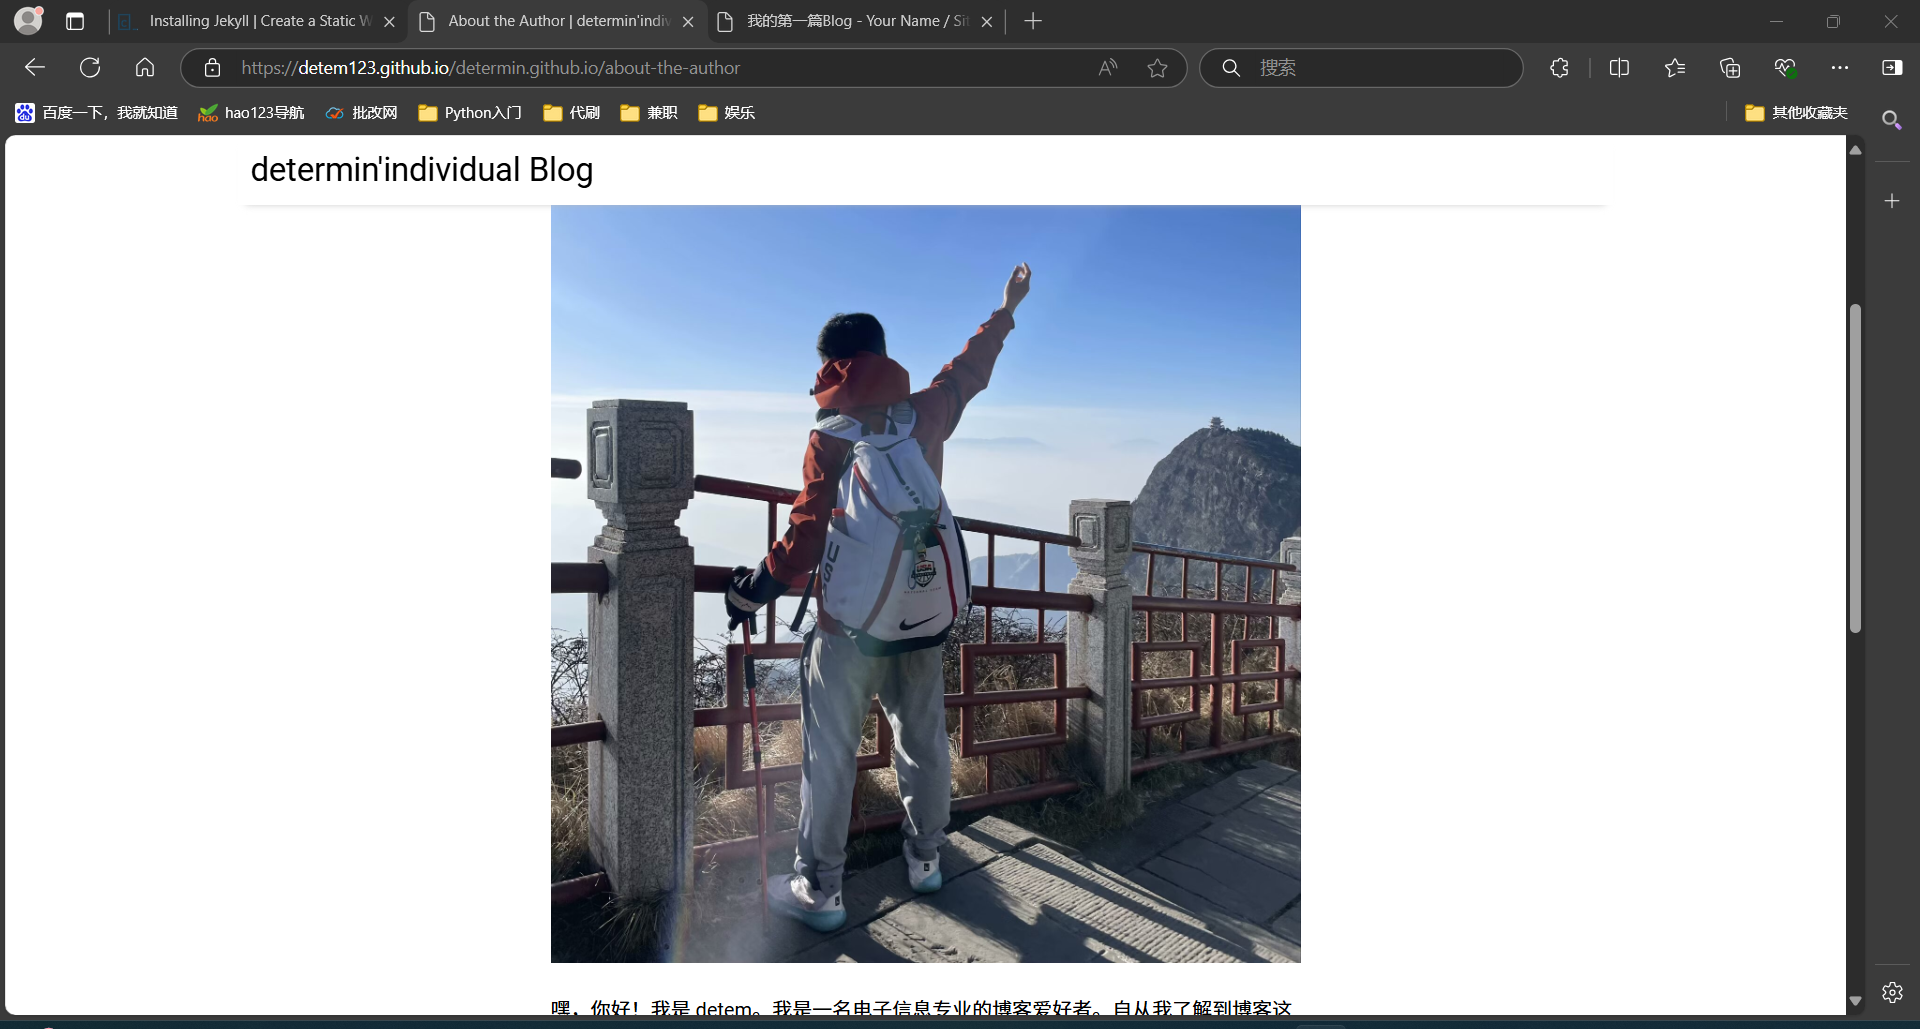 Installing Jekyll | Create a Static W
About the Author | determin'indiv
我的第一篇Blog - Your Name / Sit
https://detem123.github.io/determin.github.io/about-the-author
搜索
百度一下，我就知道
hao123导航
批改网
Python入门
代刷
兼职
娱乐
其他收藏夹
determin'individual Blog
USA
嘿，你好！我是 detem。我是一名电子信息专业的博客爱好者。自从我了解到博客这